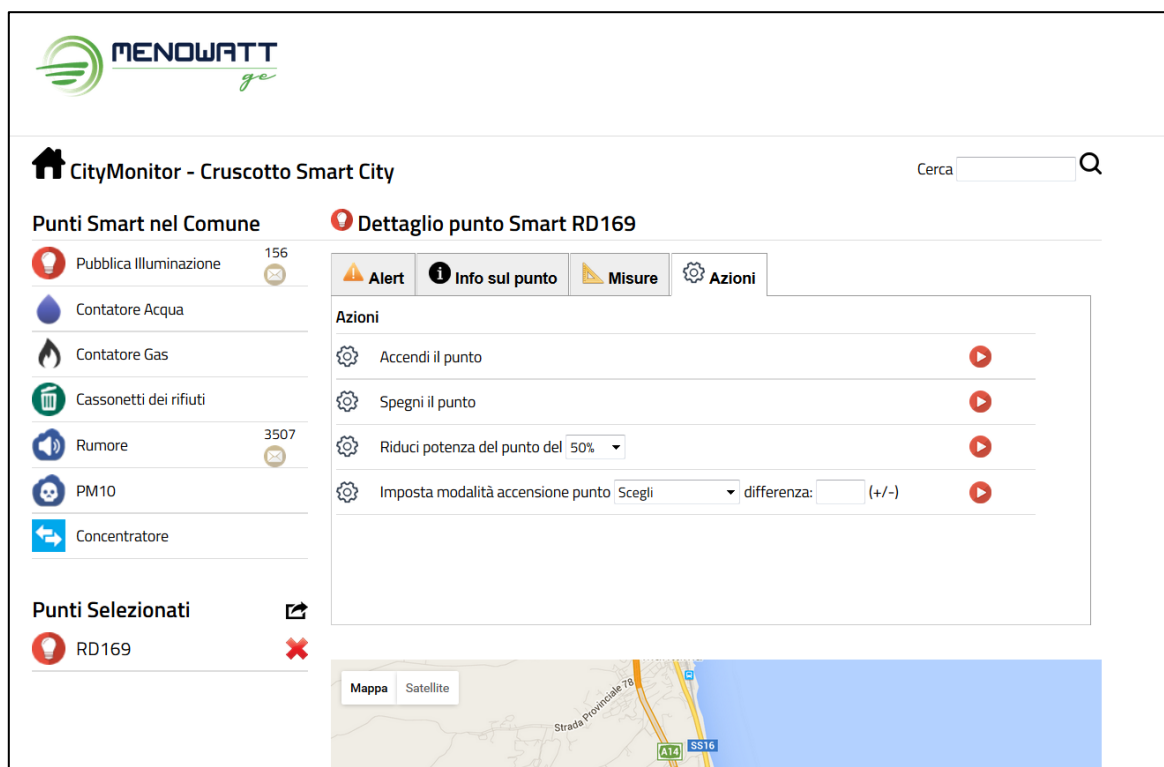 MENOWATT
ge
CityMonitor - Cruscotto Smart City
Cerca
Punti Smart nel Comune
Pubblica Illuminazione 156
Contatore Acqua
Contatore Gas
Cassonetti dei rifiuti
Rumore 3507
PM10
Concentratore
Punti Selezionati
RD169
Dettaglio punto Smart RD169
Alert Info sul punto Misure Azioni
Azioni
Accendi il punto
Spegni il punto
Riduci potenza del punto del 50%
Imposta modalità accensione punto Scegli differenza: (+/-)
Mappa Satellite
Strada Provinciale 78
A14 SS16